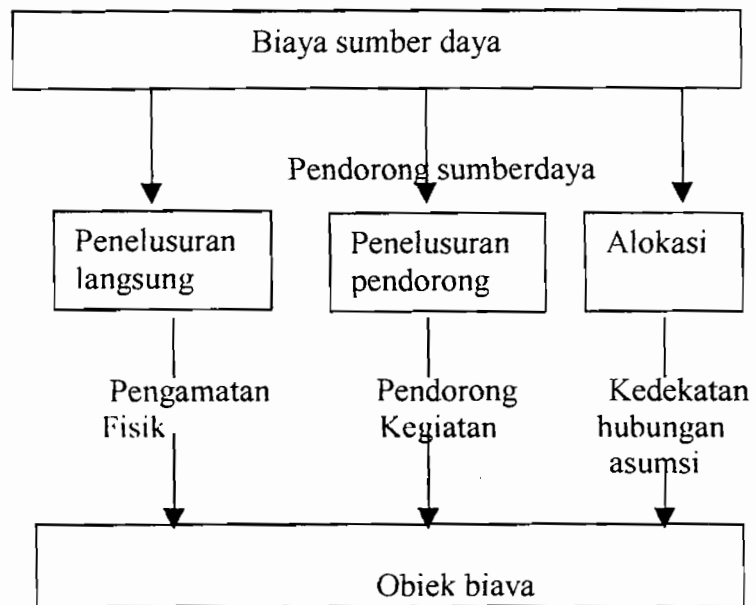 Biaya sumber daya
Pendorong sumberdaya
Penelusuran
langsung
Penelusuran
pendorong
Alokasi
Pengamatan
Fisik
Pendorong
Kegiatan
Kedekatan
hubungan
asumsi
Obiek biava